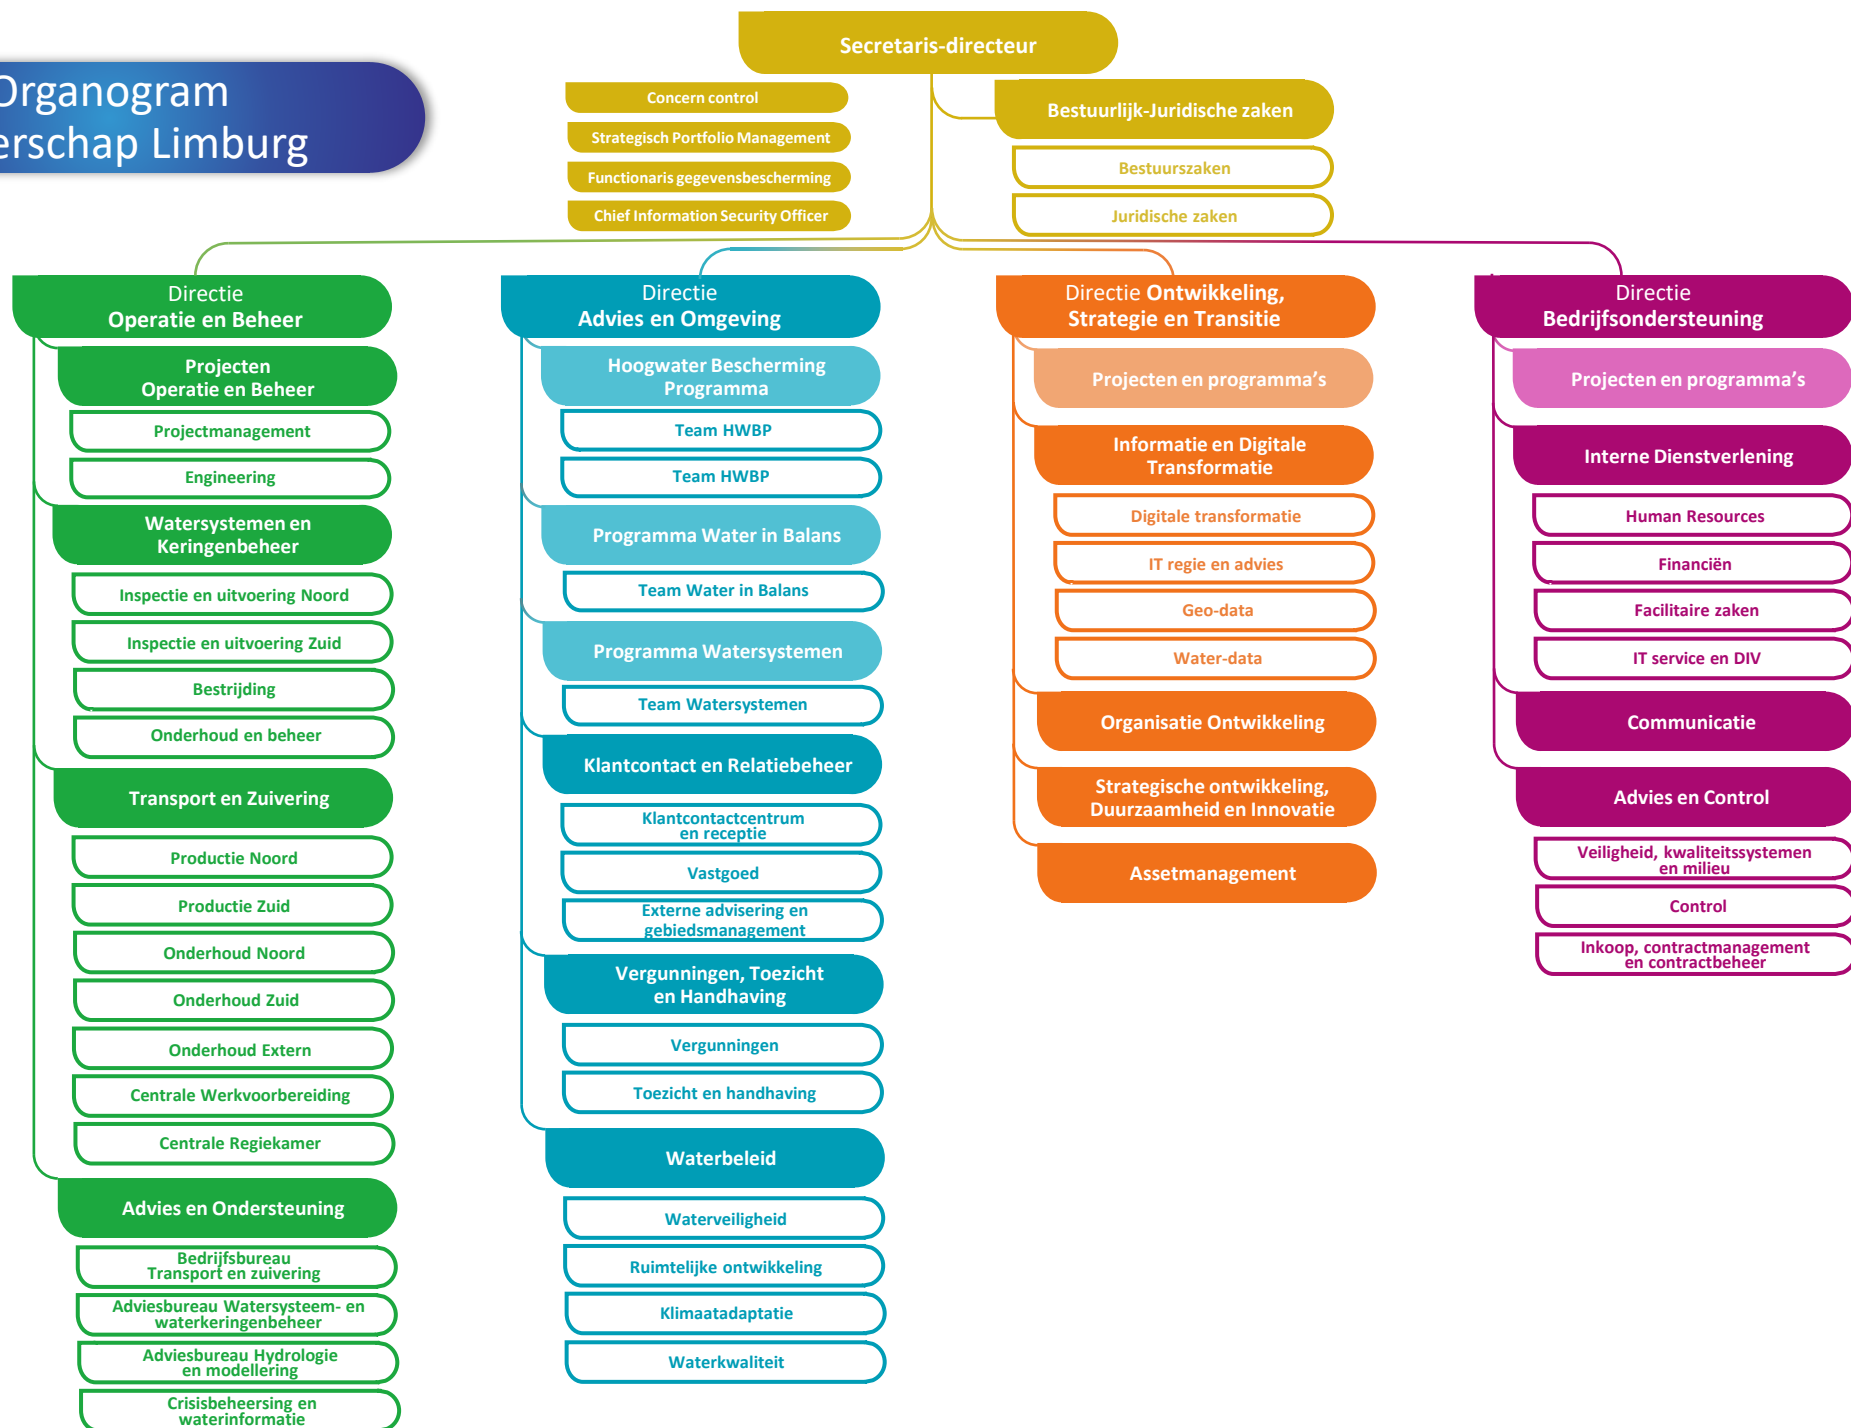 Organogram
erschap Limburg
Secretaris-directeur
Concern control
Strategisch Portfolio Management
Functionaris gegevensbescherming
Chief Information Security Officer
Bestuurlijk-Juridische zaken
Bestuurszaken
Juridische zaken
Directie
Operatie en Beheer
Projecten
Operatie en Beheer
Projectmanagement
Engineering
Watersystemen en
Keringenbeheer
Inspectie en uitvoering Noord
Inspectie en uitvoering Zuid
Bestrijding
Onderhoud en beheer
Transport en Zuivering
Productie Noord
Productie Zuid
Onderhoud Noord
Onderhoud Zuid
Onderhoud Extern
Centrale Werkvoorbereiding
Centrale Regiekamer
Advies en Ondersteuning
Bedrijfsbureau
Transport en zuivering
Adviesbureau Watersysteem- en
waterkeringenbeheer
Adviesbureau Hydrologie
en modellering
Crisisbeheersing en
waterinformatie
Directie
Advies en Omgeving
Hoogwater Bescherming
Programma
Team HWBP
Team HWBP
Programma Water in Balans
Team Water in Balans
Programma Watersystemen
Team Watersystemen
Klantcontact en Relatiebeheer
Klantcontactcentrum
en receptie
Vastgoed
Externe advisering en
gebiedsmanagement
Vergunningen, Toezicht
en Handhaving
Vergunningen
Toezicht en handhaving
Waterbeleid
Waterveiligheid
Ruimtelijke ontwikkeling
Klimaatadaptatie
Waterkwaliteit
Directie Ontwikkeling,
Strategie en Transitie
Projecten en programma's
Informatie en Digitale
Transformatie
Digitale transformatie
IT regie en advies
Geo-data
Water-data
Organisatie Ontwikkeling
Strategische ontwikkeling,
Duurzaamheid en Innovatie
Assetmanagement
Directie
Bedrijfsondersteuning
Projecten en programma's
Interne Dienstverlening
Human Resources
Financiën
Facilitaire zaken
IT service en DIV
Communicatie
Advies en Control
Veiligheid, kwaliteitssystemen
en milieu
Control
Inkoop, contractmanagement
en contractbeheer